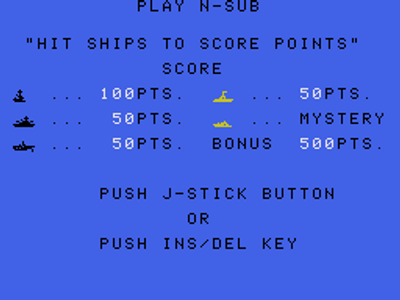 PLAY N-SUB
"HIT SHIPS TO SCORE POINTS"
SCORE
... 100PTS. ... 50PTS.
... 50PTS. ... MYSTERY
... 50PTS. BONUS 500PTS.
PUSH J-STICK BUTTON
OR
PUSH INS/DEL KEY